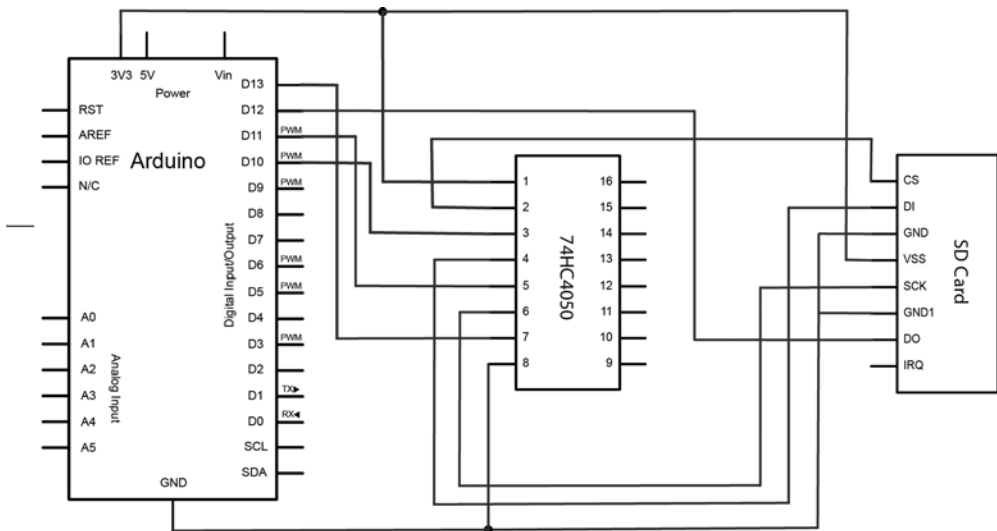 3V3 5V Vin
Power
Arduino
RST
AREF
IO REF
N/C
A0
A1
A2
A3
A4
A5
Analog Input
D13
D12
D11 PWM
D10 PWM
D9 PWM
D8
D7
D6 PWM
D5 PWM
D4
D3 PWM
D2
D1 TX▶
D0 RX◀
SCL
SDA
Digital Input/Output
GND
1 16
2 15
3 14
4 13
5 12
6 11
7 10
8 9
74HC4050
CS
DI
GND
VSS
SCK
GND1
DO
IRQ
SD Card